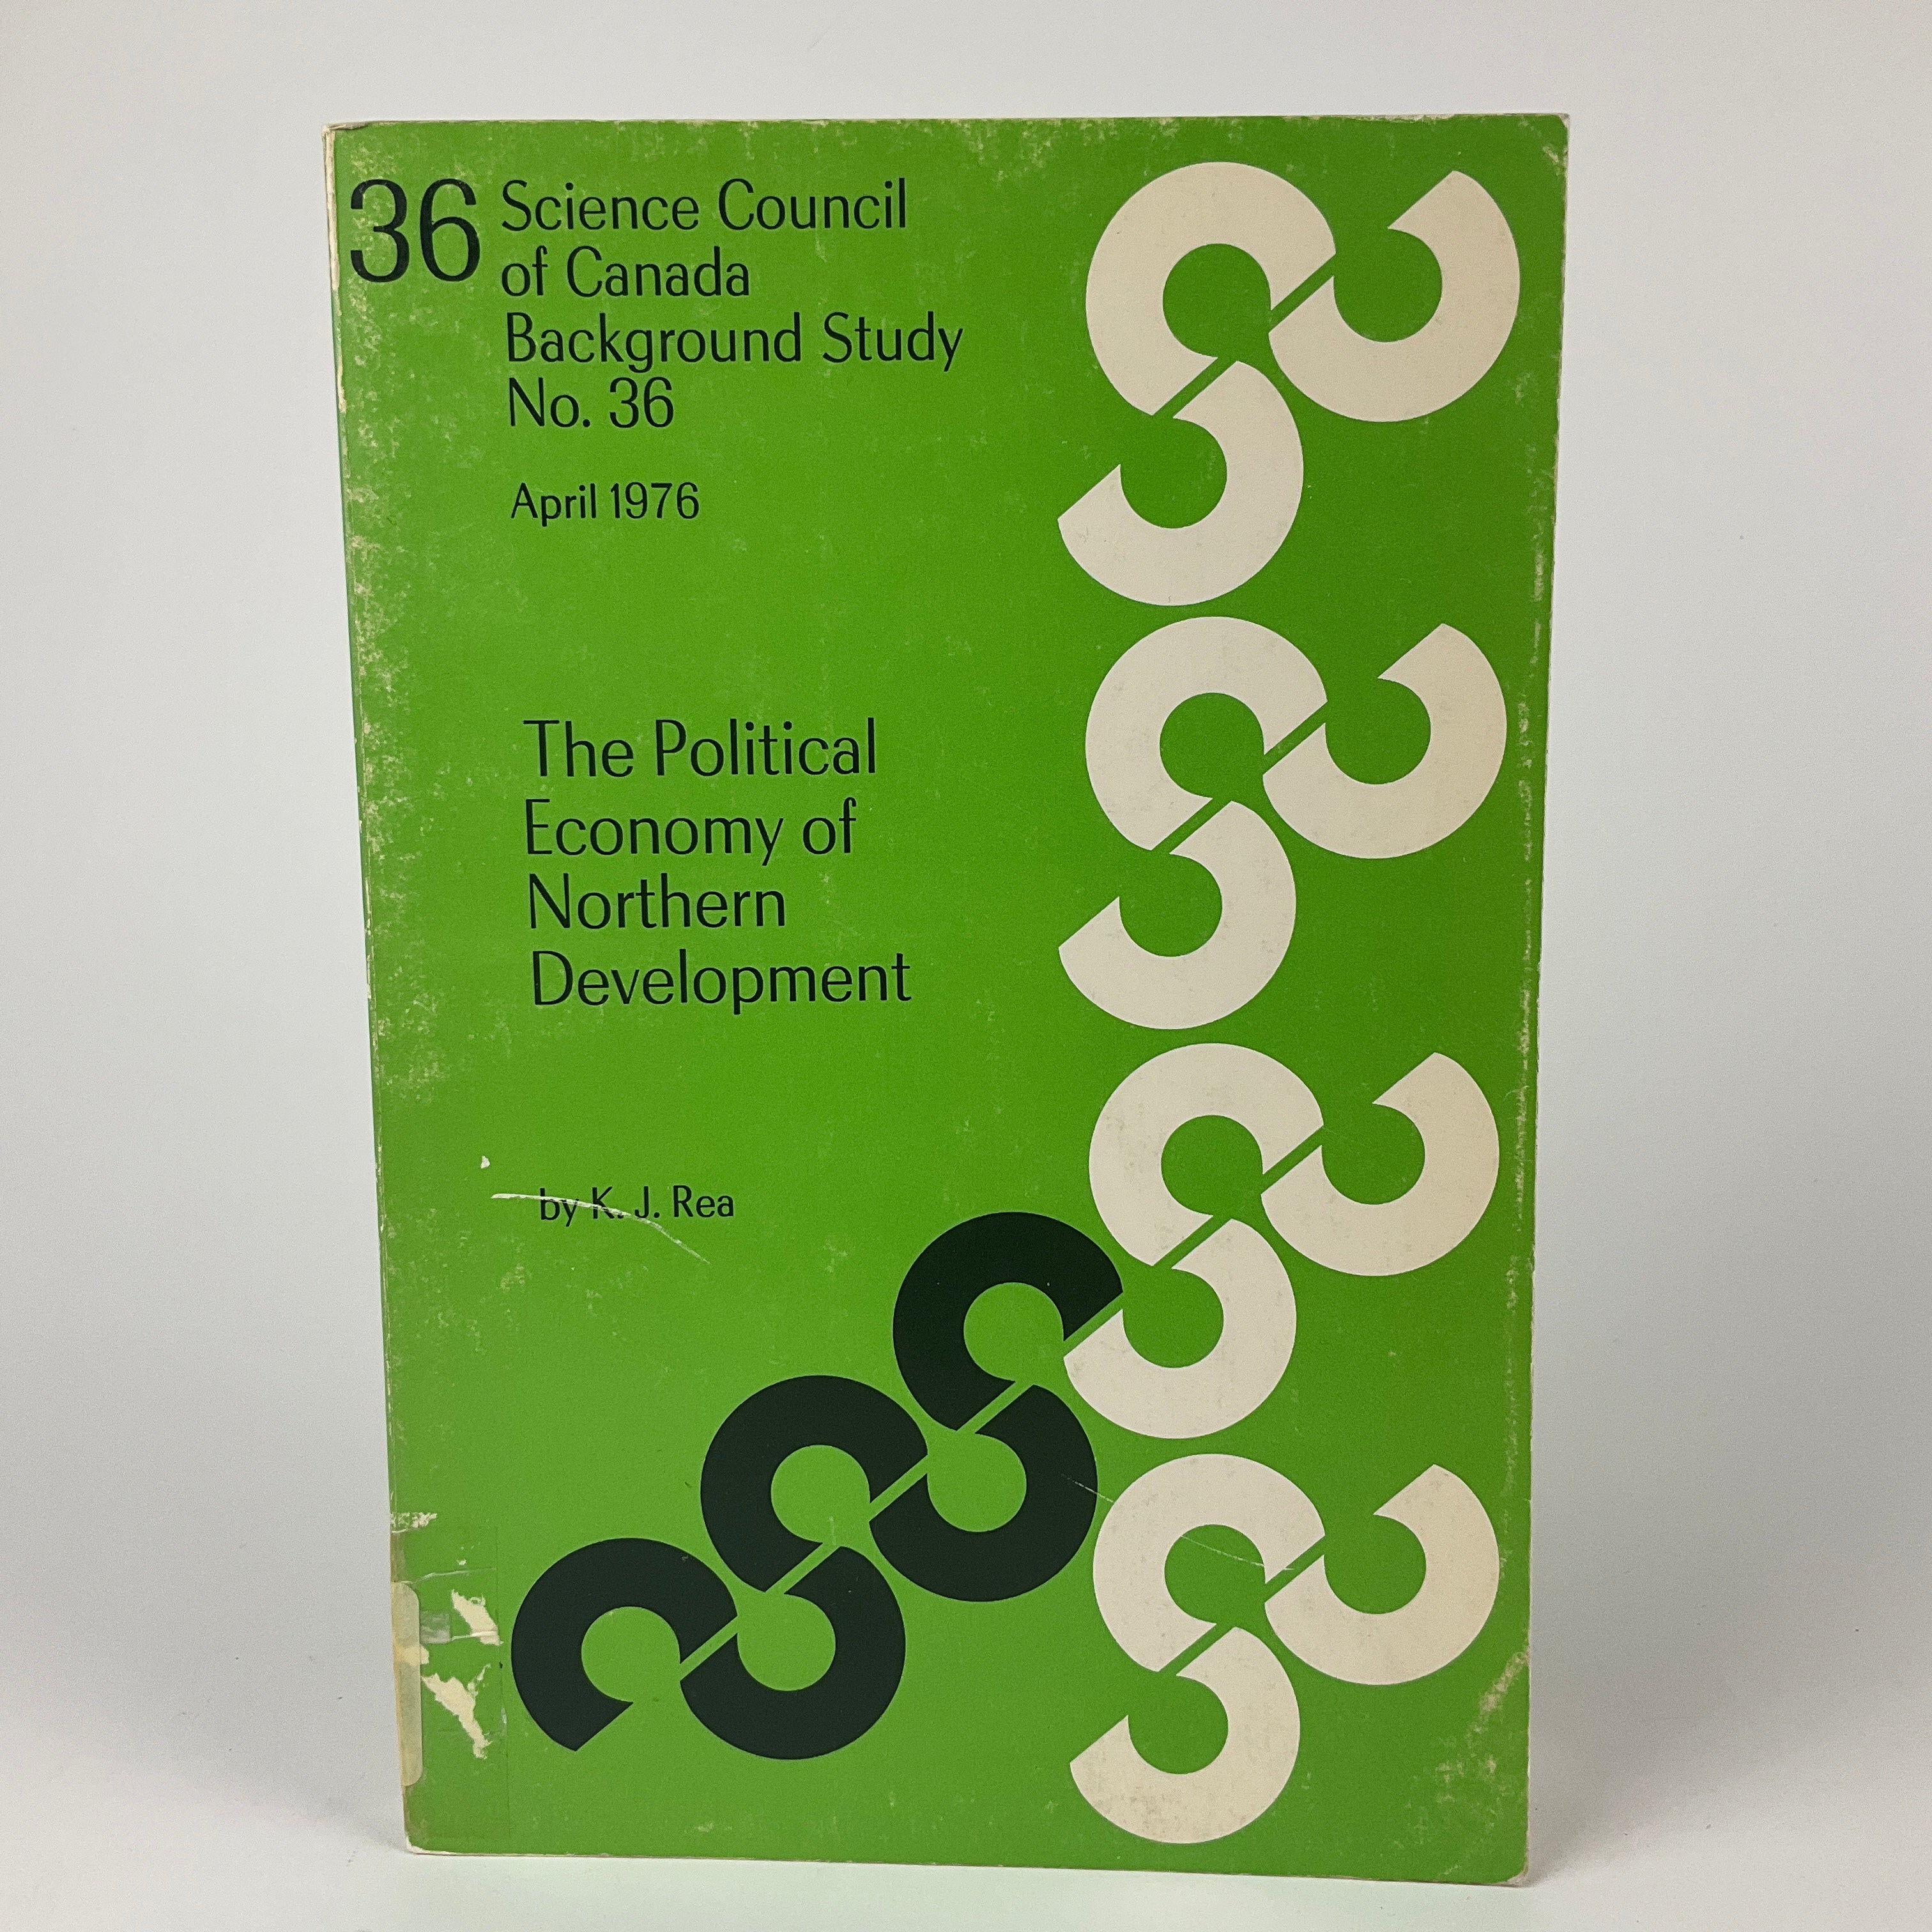 36
Science Council
of Canada
Background Study
No. 36
April 1976
The Political
Economy of
Northern
Development
by K. J. Rea